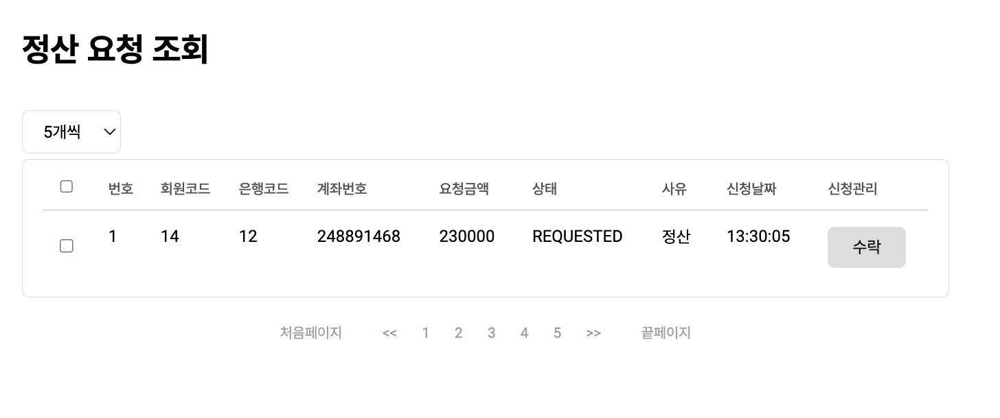 정산 요청 조회
5개씩
번호 회원코드 은행코드 계좌번호 요청금액 상태 사유 신청날짜 신청관리
1 14 12 248891468 230000 REQUESTED 정산 13:30:05 수락
처음페이지 << 1 2 3 4 5 >> 끝페이지